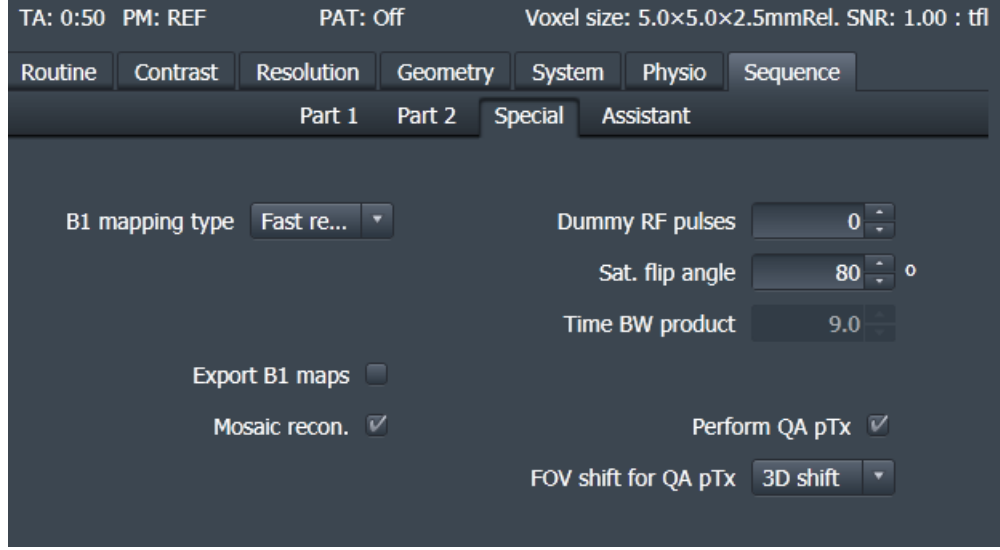 TA: 0:50 PM: REF PAT: Off Voxel size: 5.0×5.0×2.5mmRel. SNR: 1.00 : tfl
Routine Contrast Resolution Geometry System Physio Sequence
Part 1 Part 2 Special Assistant
B1 mapping type Fast re... Dummy RF pulses 0
Sat. flip angle 80 °
Time BW product 9.0
Export B1 maps
Mosaic recon. Perform QA pTx
FOV shift for QA pTx 3D shift